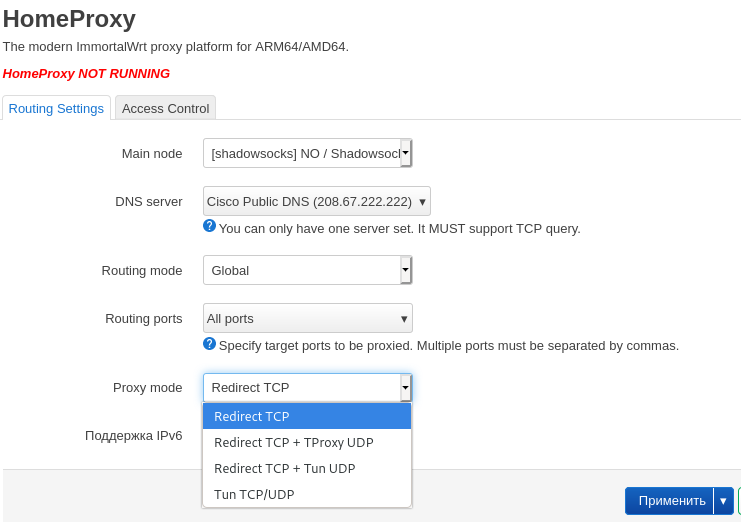 HomeProxy
The modern ImmortalWrt proxy platform for ARM64/AMD64.
HomeProxy NOT RUNNING
Routing Settings Access Control
Main node [shadowsocks] NO / Shadowsocl
DNS server Cisco Public DNS (208.67.222.222)
You can only have one server set. It MUST support TCP query.
Routing mode Global
Routing ports All ports
Specify target ports to be proxied. Multiple ports must be separated by commas.
Proxy mode Redirect TCP
Redirect TCP
Redirect TCP + TProxy UDP
Поддержка IPv6
Redirect TCP + Tun UDP
Tun TCP/UDP
Применить